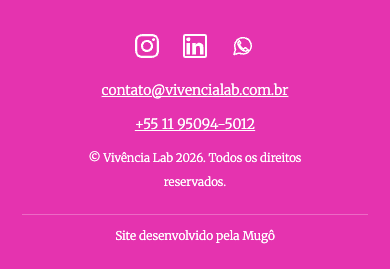 contato@vivencialab.com.br
+55 11 95094-5012
© Vivência Lab 2026. Todos os direitos
reservados.
Site desenvolvido pela Mugô